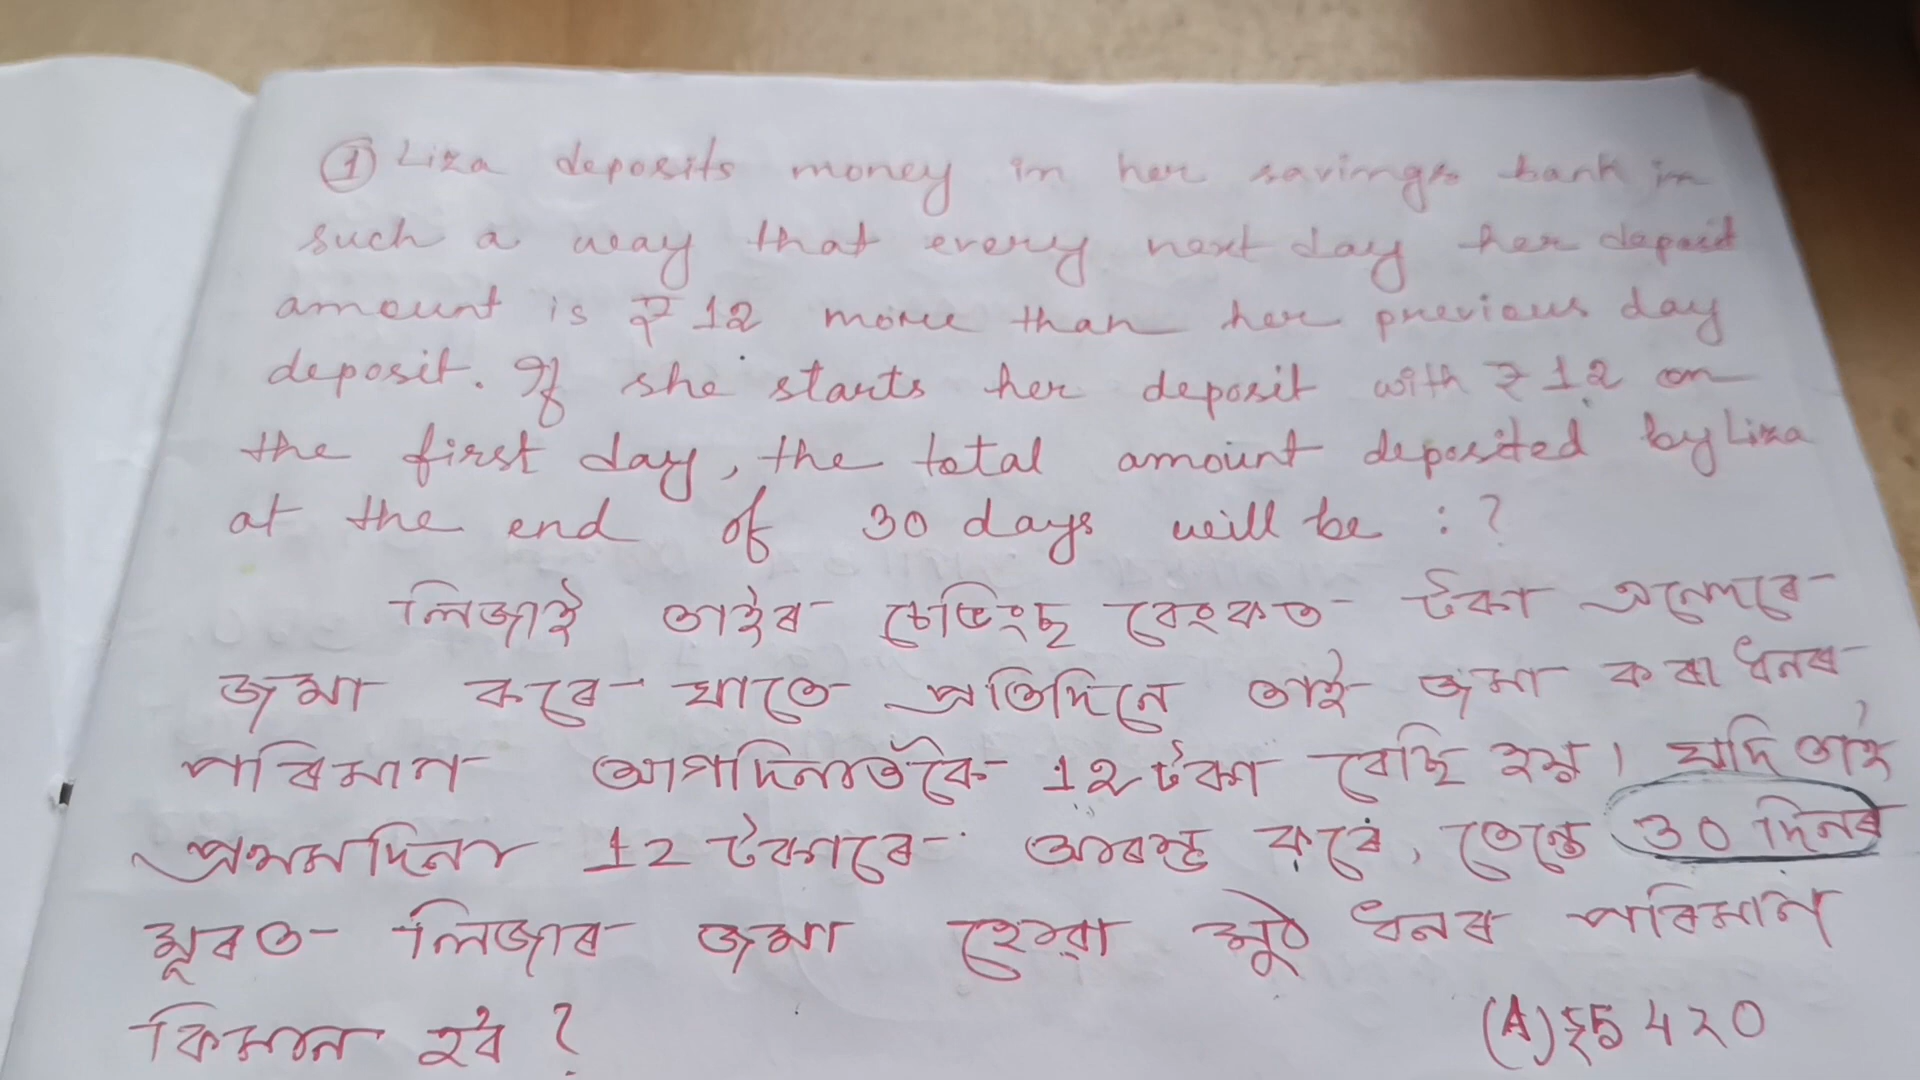 ① Liza deposits money in her savings bank in
such a way that every next day her deposit
amount is ₹ 12 more than her previous day
deposit. If she starts her deposit with ₹ 12 on
the first day, the total amount deposited by Liza
at the end of 30 days will be : ?
লিজাই তাইৰ চেভিংছ বেংকত টকা এনেদৰে
জমা কৰে যাতে প্ৰতিদিনে তাই জমা কৰা ধনৰ
পৰিমাণ আগদিনাতকৈ 12 টকা বেছি হয়। যদি তাই
প্ৰথমদিনা 12 টকাৰে আৰম্ভ কৰে, তেন্তে 30 দিনৰ
মূৰত লিজাৰ জমা হোৱা মুঠ ধনৰ পৰিমাণ
কিমান হ'ব ? (A) ₹5420